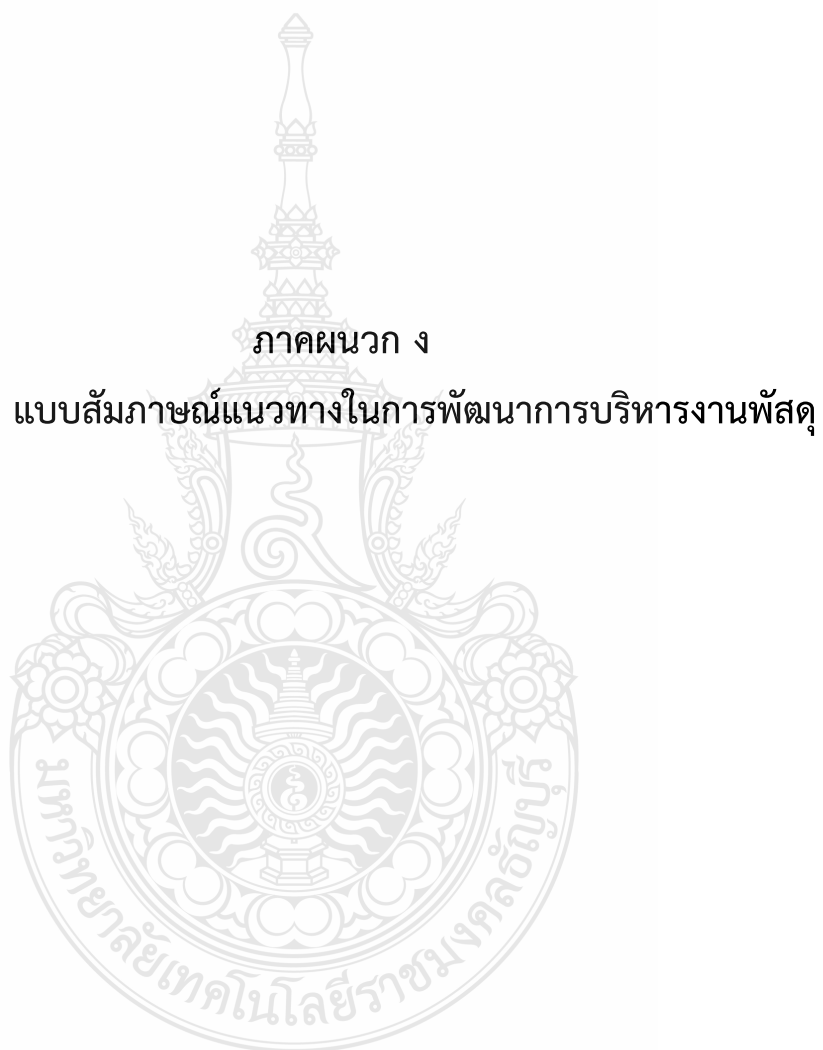 ภาคผนวก ง
แบบสัมภาษณ์แนวทางในการพัฒนาการบริหารงานพัสดุ
มหาวิทยาลัยเทคโนโลยีราชมงคลธัญบุรี